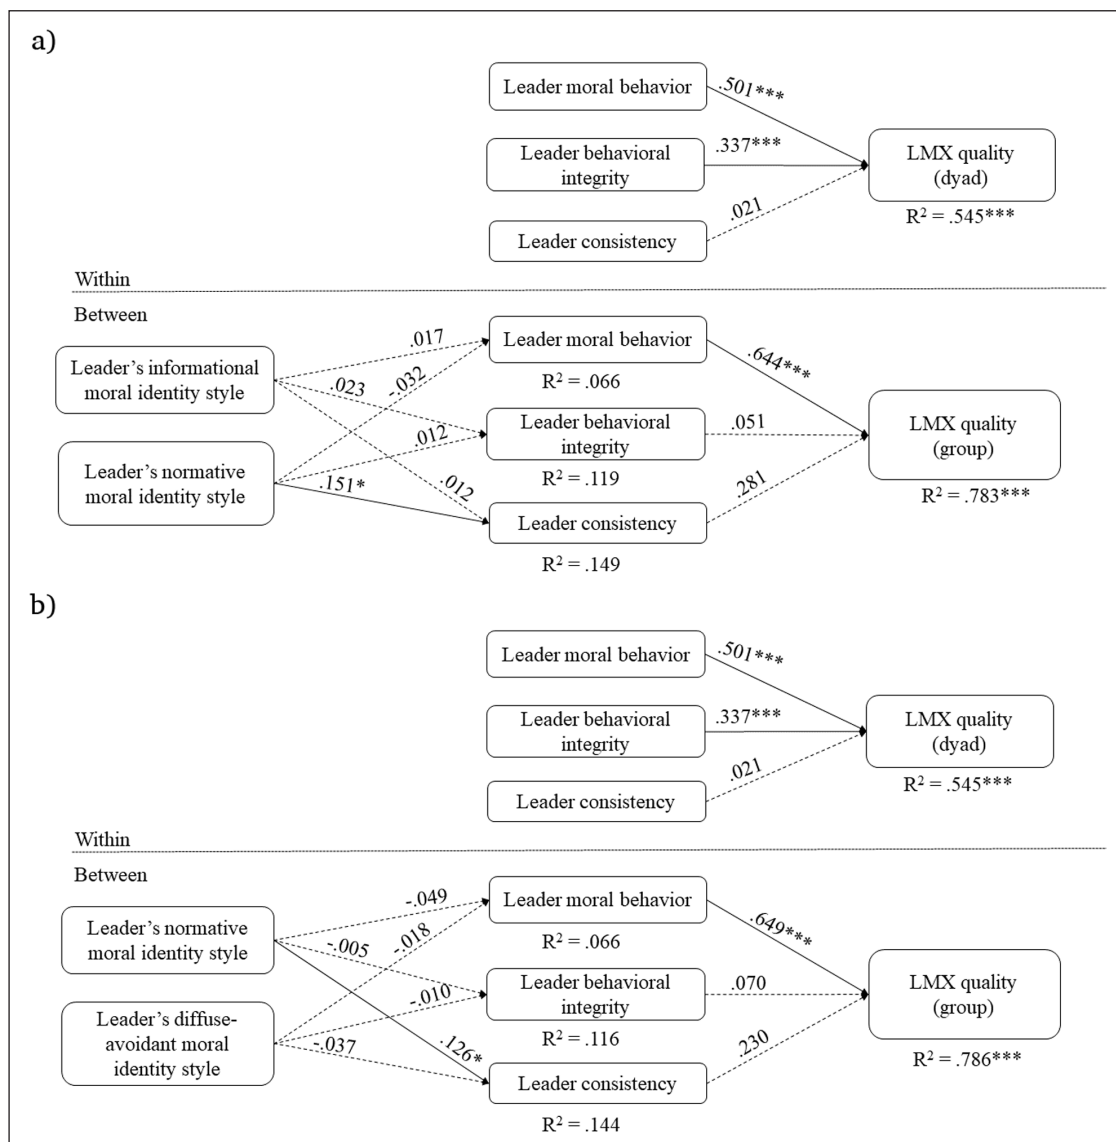 a)
Leader moral behavior
.501***
Leader behavioral
integrity
.337***
LMX quality
(dyad)
R² = .545***
Leader consistency
.021
Within
Between
Leader's informational
moral identity style
Leader's normative
moral identity style
.017
-.032
.023
.012
.012
.151*
Leader moral behavior
R² = .066
Leader behavioral
integrity
R² = .119
Leader consistency
R² = .149
.644***
.051
.281
LMX quality
(group)
R² = .783***
b)
Leader moral behavior
.501***
Leader behavioral
integrity
.337***
LMX quality
(dyad)
R² = .545***
Leader consistency
.021
Within
Between
Leader's normative
moral identity style
Leader's diffuse-
avoidant moral
identity style
-.049
-.018
-.005
-.010
-.037
.126*
Leader moral behavior
R² = .066
Leader behavioral
integrity
R² = .116
Leader consistency
R² = .144
.649***
.070
.230
LMX quality
(group)
R² = .786***